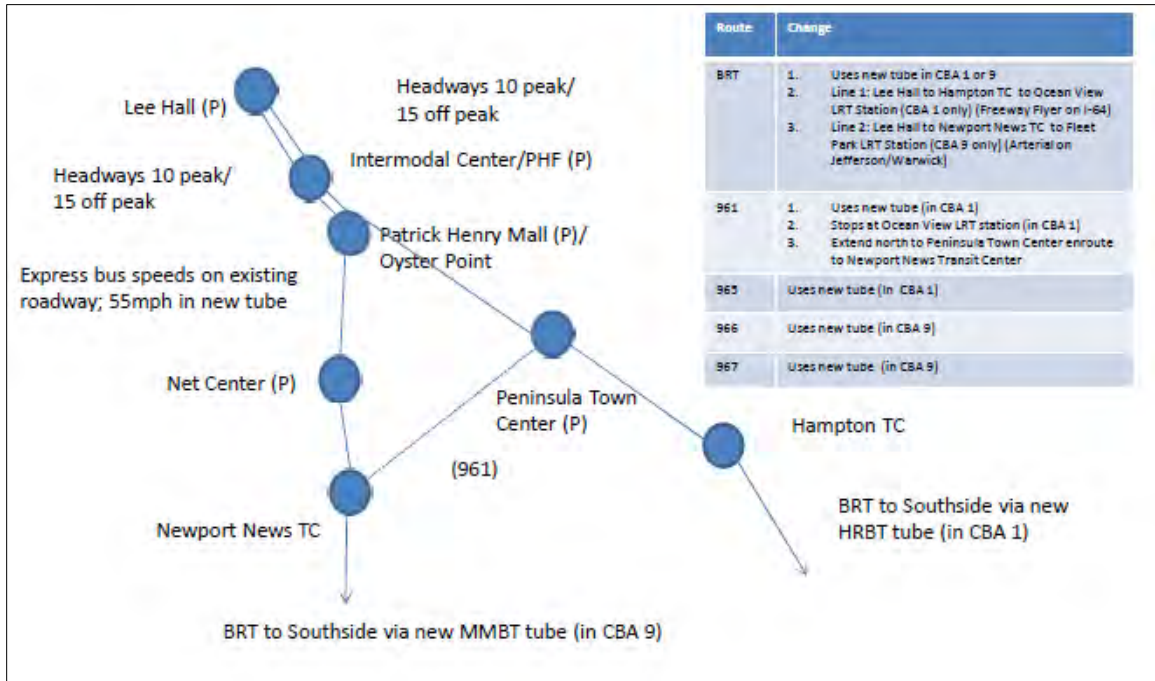 Lee Hall (P)
Headways 10 peak/
15 off peak
Intermodal Center/PHF (P)
Headways 10 peak/
15 off peak
Patrick Henry Mall (P)/
Oyster Point
Express bus speeds on existing
roadway; 55mph in new tube
Net Center (P)
Peninsula Town
Center (P)
Hampton TC
(961)
Newport News TC
BRT to Southside via new
HRBT tube (in CBA 1)
BRT to Southside via new MMBT tube (in CBA 9)
Route Change
BRT 1. Uses new tube in CBA 1 or 9
2. Line 1: Lee Hall to Hampton TC to Ocean View
LRT Station (CBA 1 only) (Freeway Flyer on I-64)
3. Line 2: Lee Hall to Newport News TC to Fleet
Park LRT Station (CBA 9 only) (Arterial on
Jefferson/Warwick)
961 1. Uses new tube (in CBA 1)
2. Stops at Ocean View LRT station (in CBA 1)
3. Extend north to Peninsula Town Center enroute
to Newport News Transit Center
965 Uses new tube (in CBA 1)
966 Uses new tube (in CBA 9)
967 Uses new tube (in CBA 9)